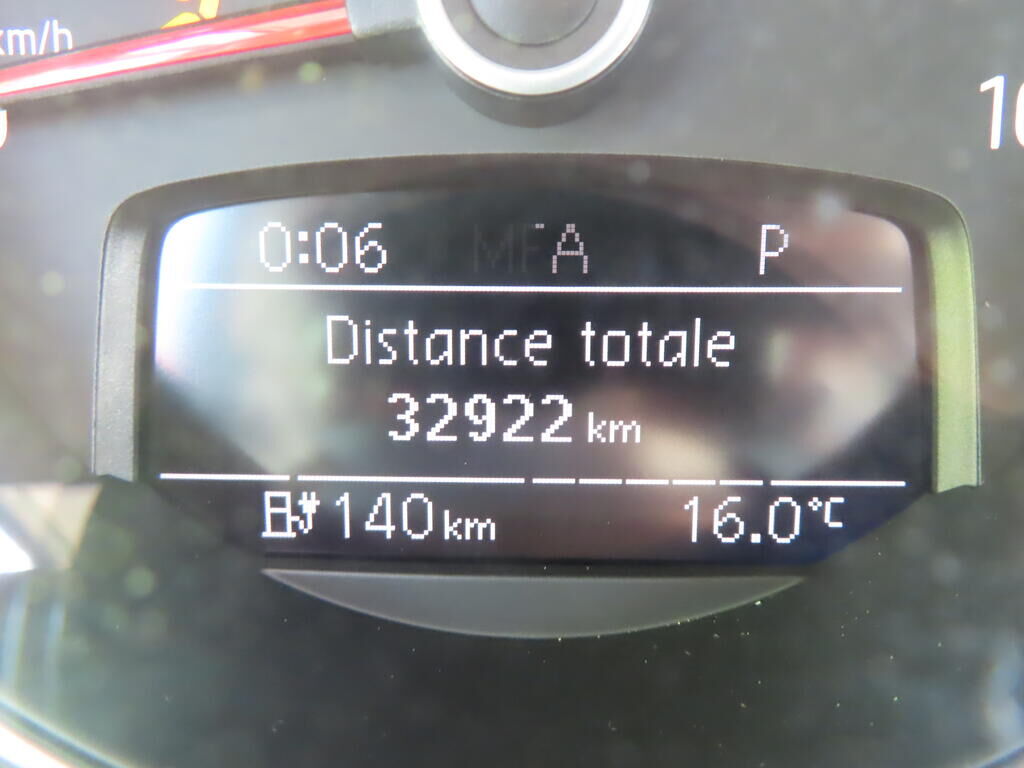 km/h
0:06 MFA P
Distance totale
32922 km
140 km 16.0°C